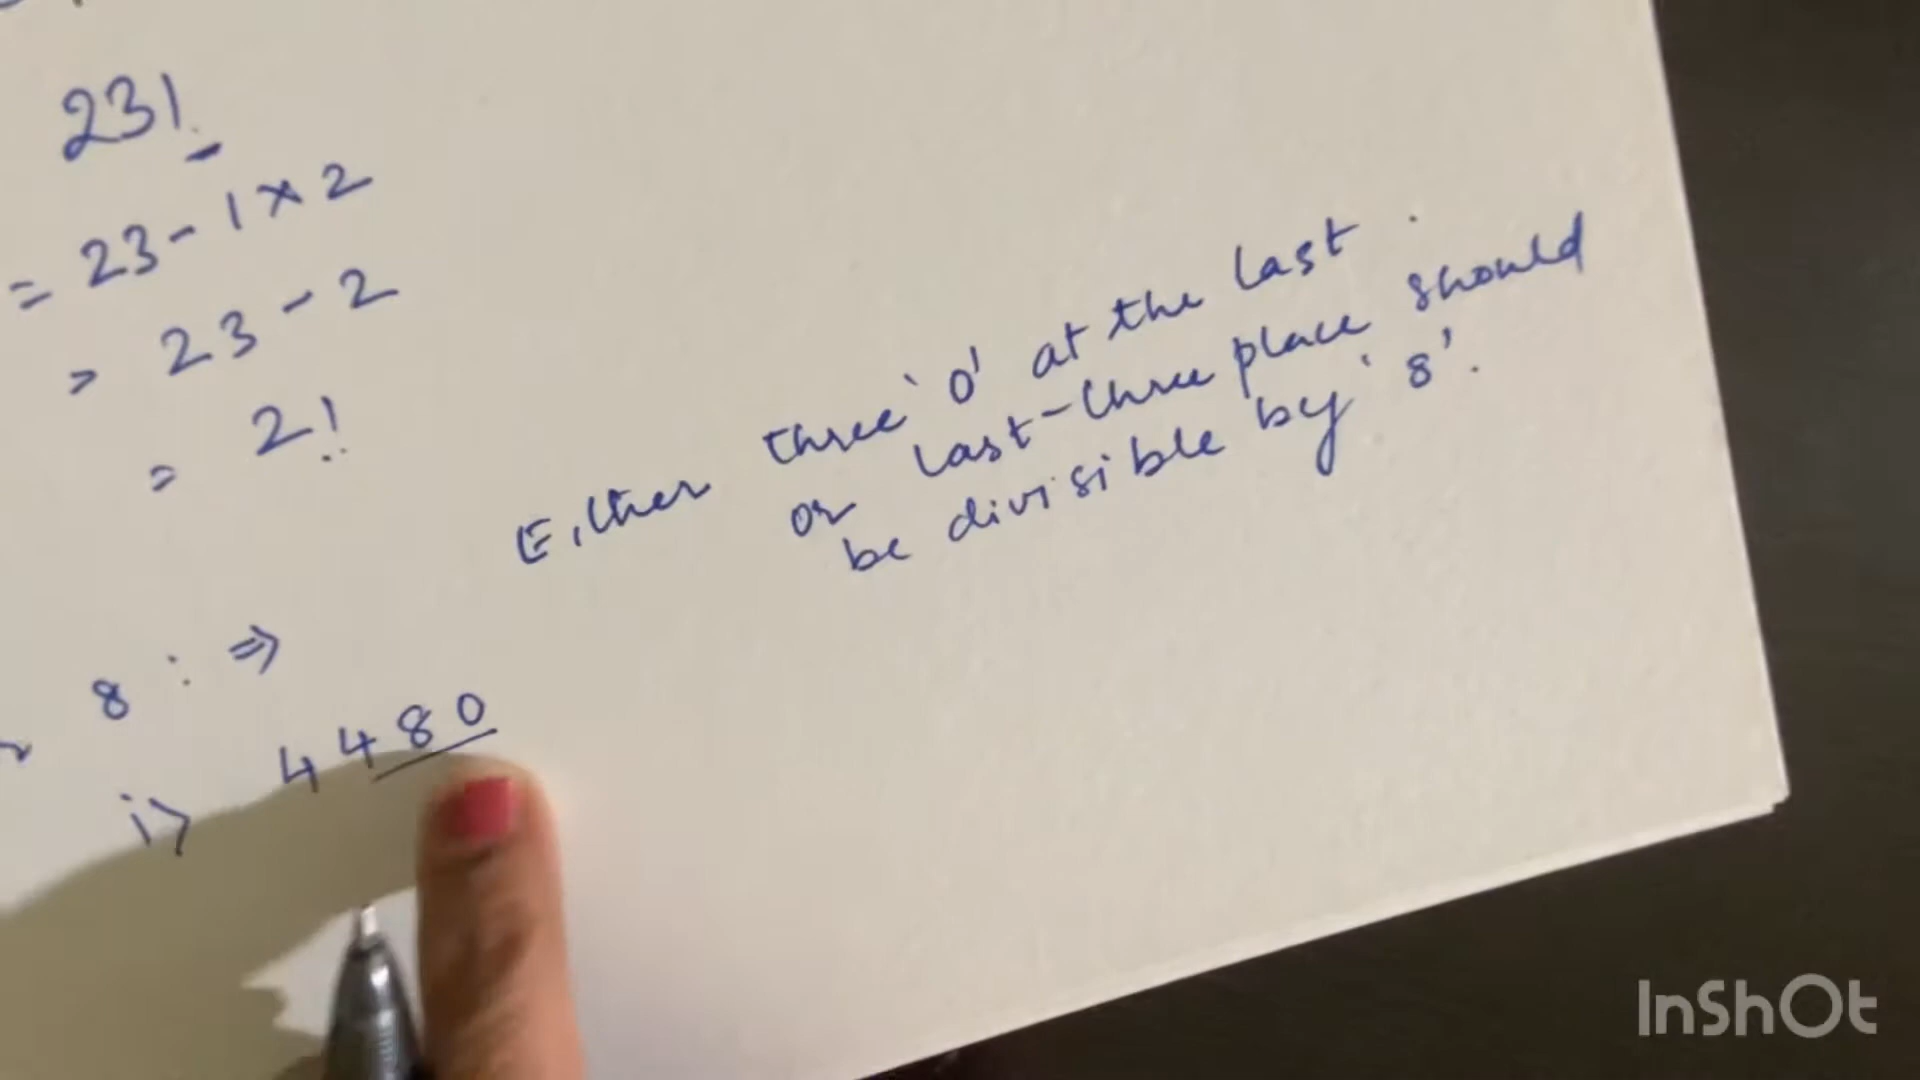 231
= 23 - 1 × 2
> 23 - 2
= 21
Either three '0' at the last .
or last-three place should
be divisible by '8'.
8 : ⇒
i> 4480
InShOt